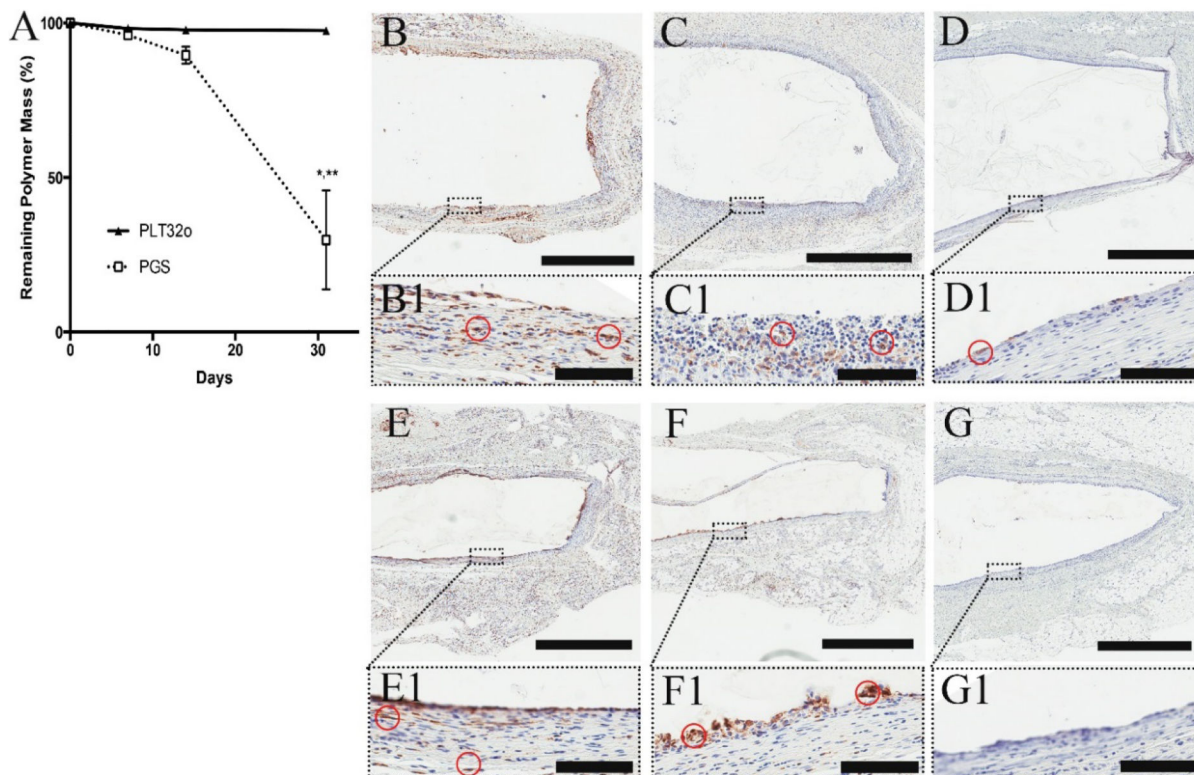 A
Remaining Polymer Mass (%)
100
50
0
PLT32o
PGS
*,**
0
10
20
30
Days
B
C
D
B1
C1
D1
E
F
G
E1
F1
G1